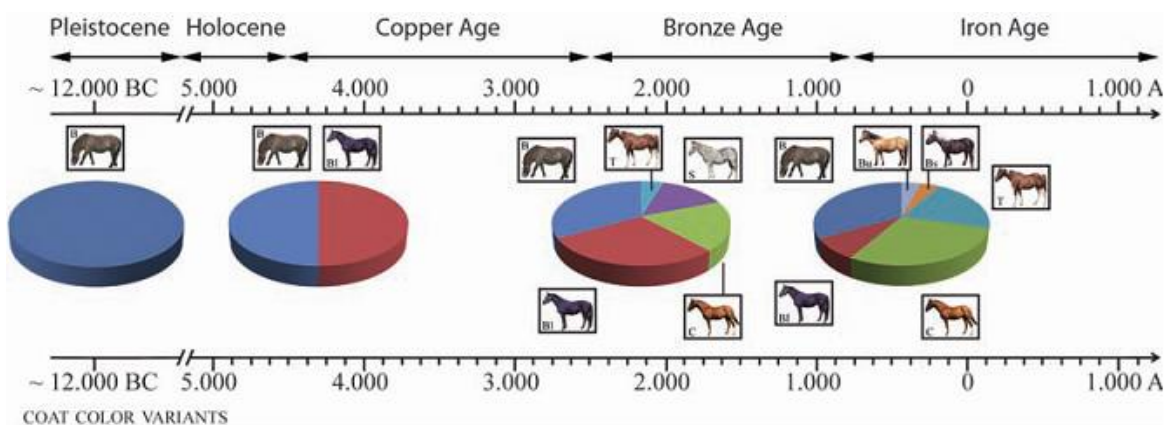 Pleistocene Holocene Copper Age Bronze Age Iron Age
~ 12.000 BC 5.000 4.000 3.000 2.000 1.000 0 1.000 A
B B Bl B T S B Bu Bs T
Bl C Bl C
~ 12.000 BC 5.000 4.000 3.000 2.000 1.000 0 1.000 A
COAT COLOR VARIANTS